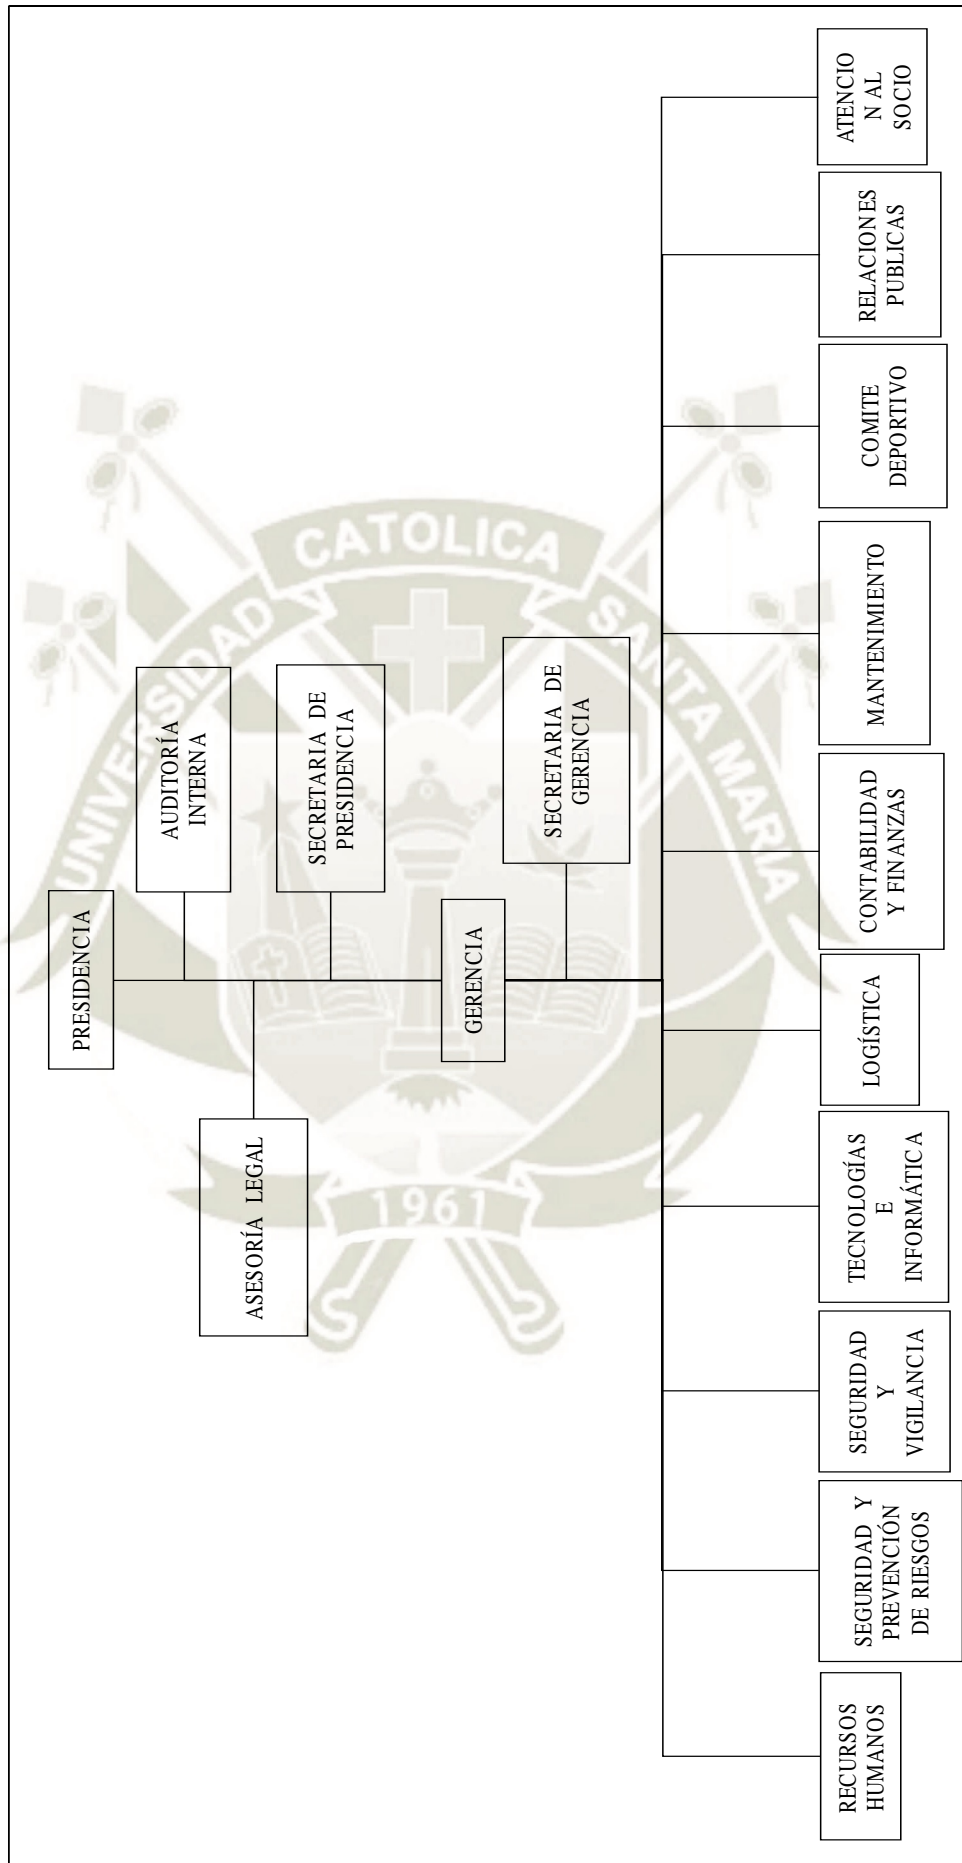 PRESIDENCIA
AUDITORÍA
INTERNA
ASESORÍA LEGAL
SECRETARIA DE
PRESIDENCIA
GERENCIA
SECRETARIA DE
GERENCIA
RECURSOS
HUMANOS
SEGURIDAD Y
PREVENCIÓN
DE RIESGOS
SEGURIDAD
Y
VIGILANCIA
TECNOLOGÍAS
E
INFORMÁTICA
LOGÍSTICA
CONTABILIDAD
Y FINANZAS
MANTENIMIENTO
COMITE
DEPORTIVO
RELACIONES
PUBLICAS
ATENCIO
N AL
SOCIO
UNIVERSIDAD CATOLICA SANTA MARIA
1961